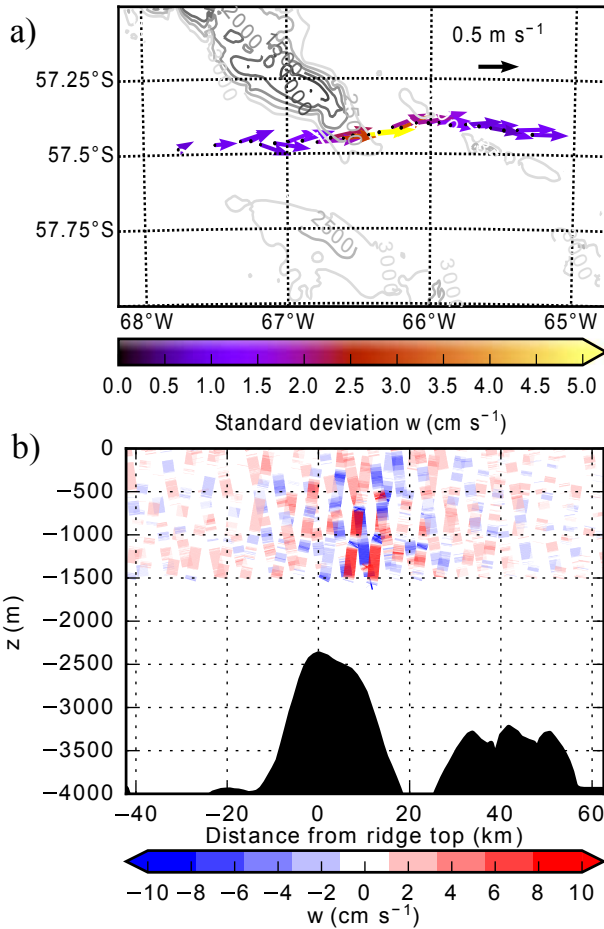 a)
0.5 m s⁻¹
57.25°S
57.5°S
57.75°S
2500
3000
3000
68°W 67°W 66°W 65°W
0.0 0.5 1.0 1.5 2.0 2.5 3.0 3.5 4.0 4.5 5.0
Standard deviation w (cm s⁻¹)
b)
0
−500
−1000
−1500
−2000
−2500
−3000
−3500
−4000
z (m)
−40 −20 0 20 40 60
Distance from ridge top (km)
−10 −8 −6 −4 −2 0 2 4 6 8 10
w (cm s⁻¹)